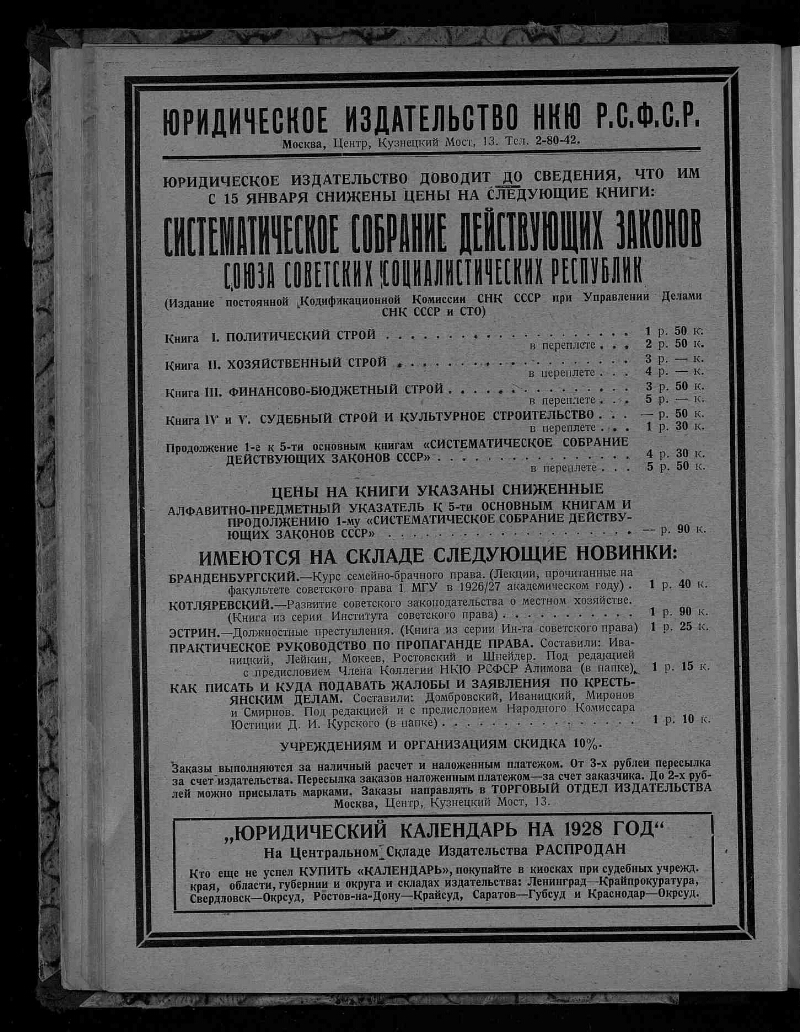 ЮРИДИЧЕСКОЕ ИЗДАТЕЛЬСТВО НКЮ Р.С.Ф.С.Р.
Москва, Центр, Кузнецкий Мост, 13. Тел. 2-80-42.
ЮРИДИЧЕСКОЕ ИЗДАТЕЛЬСТВО ДОВОДИТ ДО СВЕДЕНИЯ, ЧТО ИМ
С 15 ЯНВАРЯ СНИЖЕНЫ ЦЕНЫ НА СЛЕДУЮЩИЕ КНИГИ:
СИСТЕМАТИЧЕСКОЕ СОБРАНИЕ ДЕЙСТВУЮЩИХ ЗАКОНОВ
СОЮЗА СОВЕТСКИХ СОЦИАЛИСТИЧЕСКИХ РЕСПУБЛИК
(Издание постоянной Кодификационной Комиссии СНК СССР при Управлении Делами
СНК СССР и СТО)
Книга I. ПОЛИТИЧЕСКИЙ СТРОЙ . . . . . . . . . . . . . . . . . . . 1 р. 50 к.
в переплете . . . 2 р. 50 к.
Книга II. ХОЗЯЙСТВЕННЫЙ СТРОЙ . . . . . . . . . . . . . . . . . . 3 р. — к.
в переплете . . . 4 р. — к.
Книга III. ФИНАНСОВО-БЮДЖЕТНЫЙ СТРОЙ . . . . . . . . . . . . . . 3 р. 50 к.
в переплете . . . 5 р. — к.
Книга IV и V. СУДЕБНЫЙ СТРОЙ И КУЛЬТУРНОЕ СТРОИТЕЛЬСТВО . . . — р. 50 к.
в переплете . . . 1 р. 30 к.
Продолжение 1-е к 5-ти основным книгам «СИСТЕМАТИЧЕСКОЕ СОБРАНИЕ
ДЕЙСТВУЮЩИХ ЗАКОНОВ СССР» . . . . . . . . . . . . . . 4 р. 30 к.
в переплете . . . 5 р. 50 к.
ЦЕНЫ НА КНИГИ УКАЗАНЫ СНИЖЕННЫЕ
АЛФАВИТНО-ПРЕДМЕТНЫЙ УКАЗАТЕЛЬ К 5-ти ОСНОВНЫМ КНИГАМ И
ПРОДОЛЖЕНИЮ 1-му «СИСТЕМАТИЧЕСКОЕ СОБРАНИЕ ДЕЙСТВУ-
ЮЩИХ ЗАКОНОВ СССР» . . . . . . . . . . . . . . . . . . — р. 90 к.
ИМЕЮТСЯ НА СКЛАДЕ СЛЕДУЮЩИЕ НОВИНКИ:
БРАНДЕНБУРГСКИЙ.—Курс семейно-брачного права. (Лекции, прочитанные на
факультете советского права I МГУ в 1926/27 академическом году) . 1 р. 40 к.
КОТЛЯРЕВСКИЙ.—Развитие советского законодательства о местном хозяйстве.
(Книга из серии Института советского права) . . . . . . . . . . 1 р. 90 к.
ЭСТРИН.—Должностные преступления. (Книга из серии Ин-та советского права) 1 р. 25 к.
ПРАКТИЧЕСКОЕ РУКОВОДСТВО ПО ПРОПАГАНДЕ ПРАВА. Составили: Ива-
ницкий, Лейкин, Мокеев, Ростовский и Шнейдер. Под редакцией
с предисловием Члена Коллегии НКЮ РСФСР Алимова (в папке). 1 р. 15 к.
КАК ПИСАТЬ И КУДА ПОДАВАТЬ ЖАЛОБЫ И ЗАЯВЛЕНИЯ ПО КРЕСТЬ-
ЯНСКИМ ДЕЛАМ. Составили: Домбровский, Иваницкий, Миронов
и Смирнов. Под редакцией и с предисловием Народного Комиссара
Юстиции Д. И. Курского (в папке) . . . . . . . . . . . . . . . 1 р. 10 к.
УЧРЕЖДЕНИЯМ И ОРГАНИЗАЦИЯМ СКИДКА 10%.
Заказы выполняются за наличный расчет и наложенным платежом. От 3-х рублей пересылка
за счет издательства. Пересылка заказов наложенным платежом—за счет заказчика. До 2-х руб-
лей можно присылать марками. Заказы направлять в ТОРГОВЫЙ ОТДЕЛ ИЗДАТЕЛЬСТВА
Москва, Центр, Кузнецкий Мост, 13.
„ЮРИДИЧЕСКИЙ КАЛЕНДАРЬ НА 1928 ГОД“
На Центральном Складе Издательства РАСПРОДАН
Кто еще не успел КУПИТЬ «КАЛЕНДАРЬ», покупайте в киосках при судебных учрежд.
края, области, губернии и округа и складах издательства: Ленинград—Крайпрокуратура,
Свердловск—Окрсуд, Ростов-на-Дону—Крайсуд, Саратов—Губсуд и Краснодар—Окрсуд.